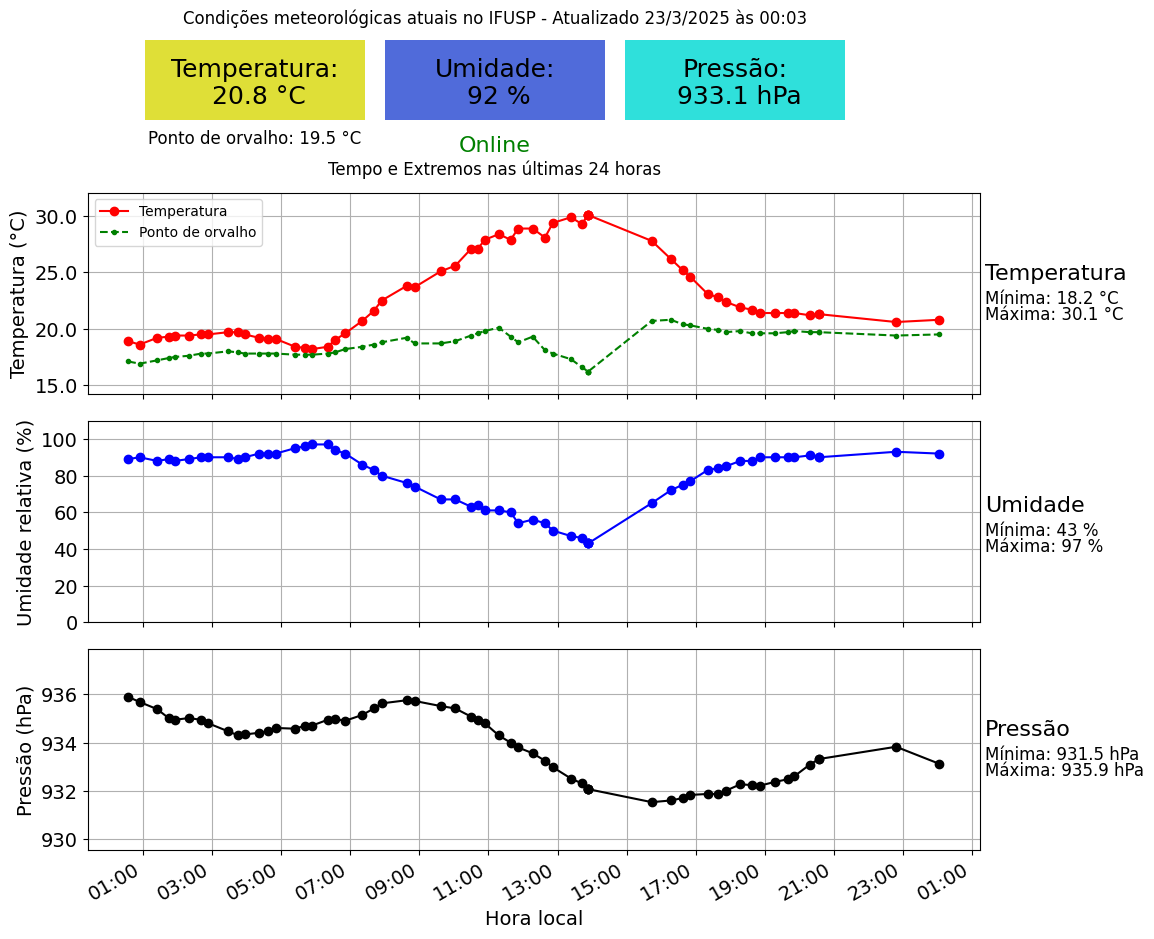 Condições meteorológicas atuais no IFUSP - Atualizado 23/3/2025 às 00:03
Temperatura:
20.8 °C
Umidade:
92 %
Pressão:
933.1 hPa
Ponto de orvalho: 19.5 °C
Online
Tempo e Extremos nas últimas 24 horas
Temperatura (°C)
30.0
25.0
20.0
15.0
Temperatura
Ponto de orvalho
Temperatura
Mínima: 18.2 °C
Máxima: 30.1 °C
Umidade relativa (%)
100
80
60
40
20
0
Umidade
Mínima: 43 %
Máxima: 97 %
Pressão (hPa)
936
934
932
930
Pressão
Mínima: 931.5 hPa
Máxima: 935.9 hPa
01:00 03:00 05:00 07:00 09:00 11:00 13:00 15:00 17:00 19:00 21:00 23:00 01:00
Hora local